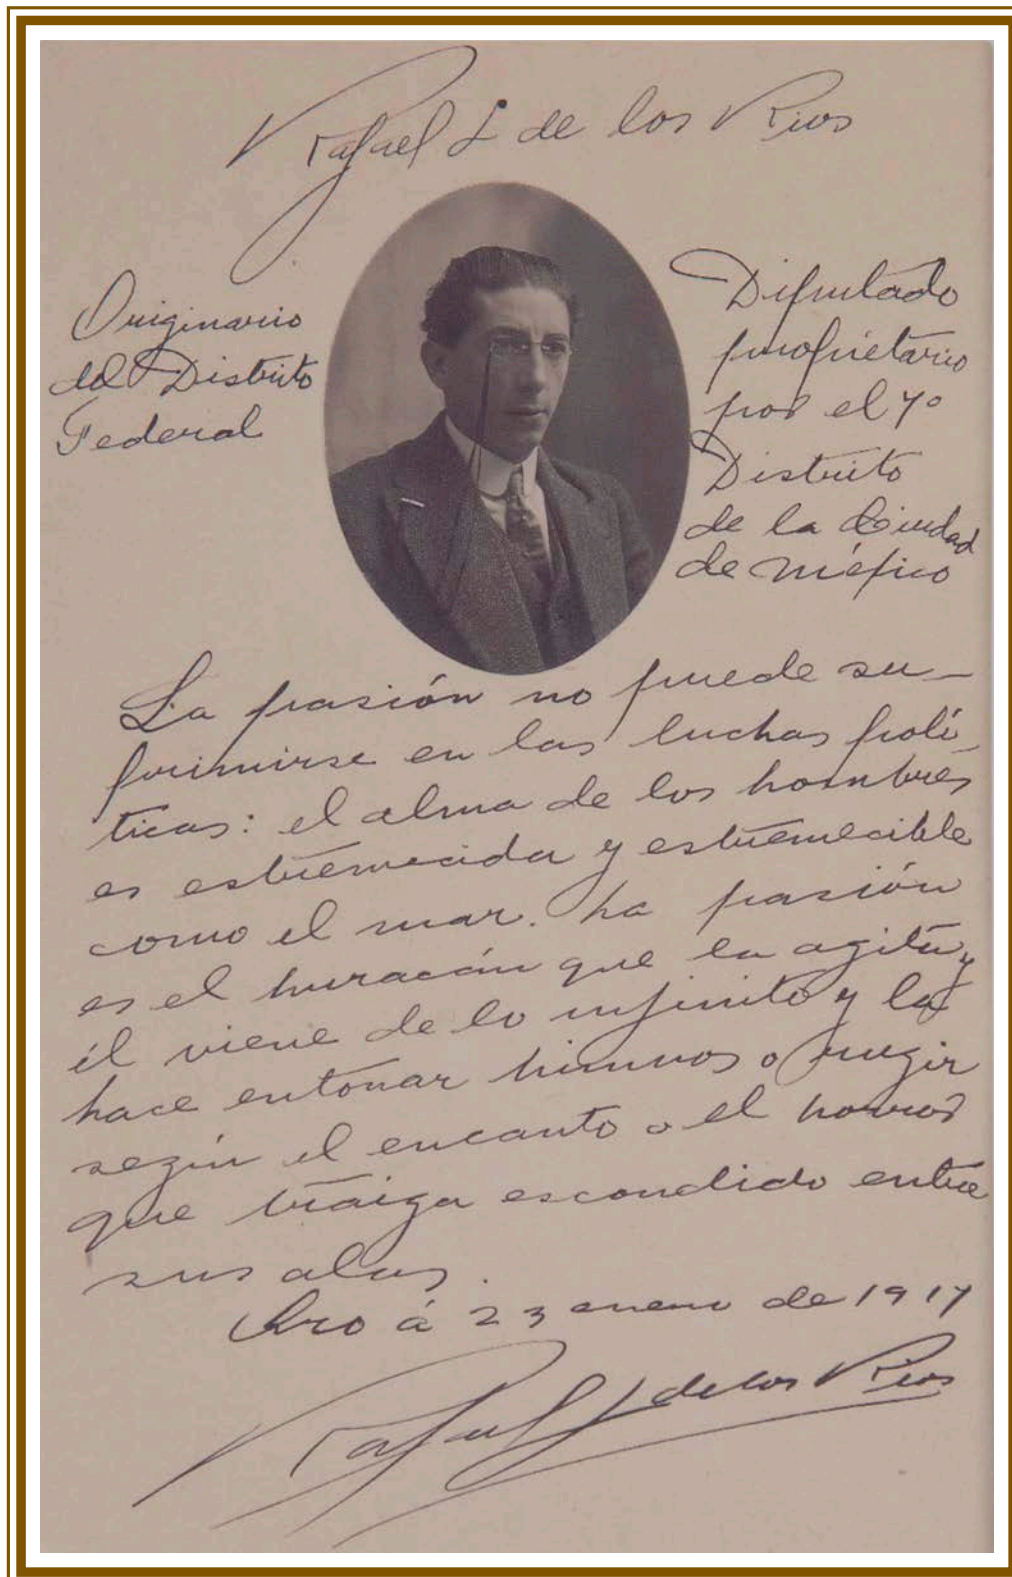 Rafael L de los Rios
Originario
del Distrito
Federal
Diputado
propietario
por el 7º
Distrito
de la Ciudad
de México
La pasión no puede su-
primirse en las luchas polí-
ticas: el alma de los hombres
es estremecida y estremecible
como el mar. La pasión
es el huracán que la agita y
él viene de lo infinito y la
hace entonar himnos o rugir
según el encanto o el horror
que traiga escondido entre
sus alas.
Qro á 23 enero de 1917
Rafael L de los Rios